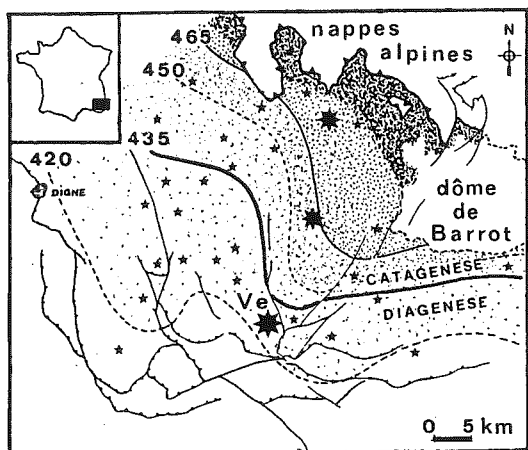 465
nappes
alpines
N
450
435
420
DIGNE
dôme
de
Barrot
CATAGENESE
Ve
DIAGENESE
0 5 km